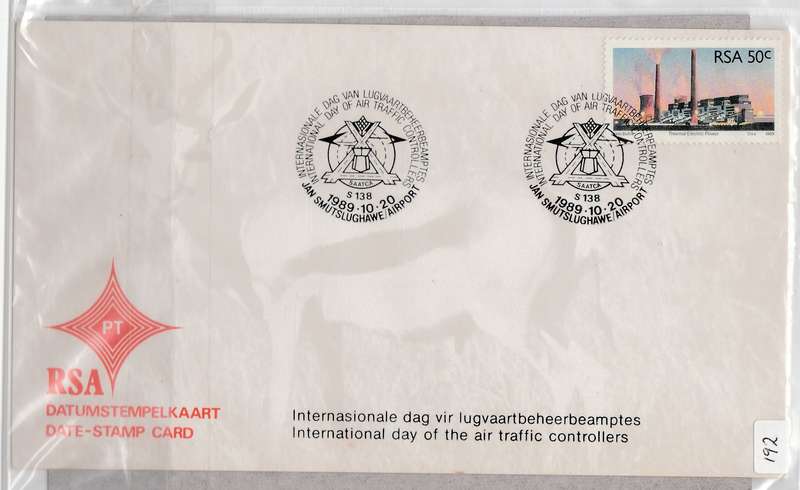 RSA 50c
Thermal Electric Power
1989
INTERNASIONALE DAG VAN LUGVAARTBEHEERBEAMPTES
INTERNATIONAL DAY OF AIR TRAFFIC CONTROLLERS
SAATCA
S 138
1989·10·20
JAN SMUTSLUGHAWE/AIRPORT
INTERNASIONALE DAG VAN LUGVAARTBEHEERBEAMPTES
INTERNATIONAL DAY OF AIR TRAFFIC CONTROLLERS
SAATCA
S 138
1989·10·20
JAN SMUTSLUGHAWE/AIRPORT
PT
RSA
DATUMSTEMPELKAART
DATE-STAMP CARD
Internasionale dag vir lugvaartbeheerbeamptes
International day of the air traffic controllers
192